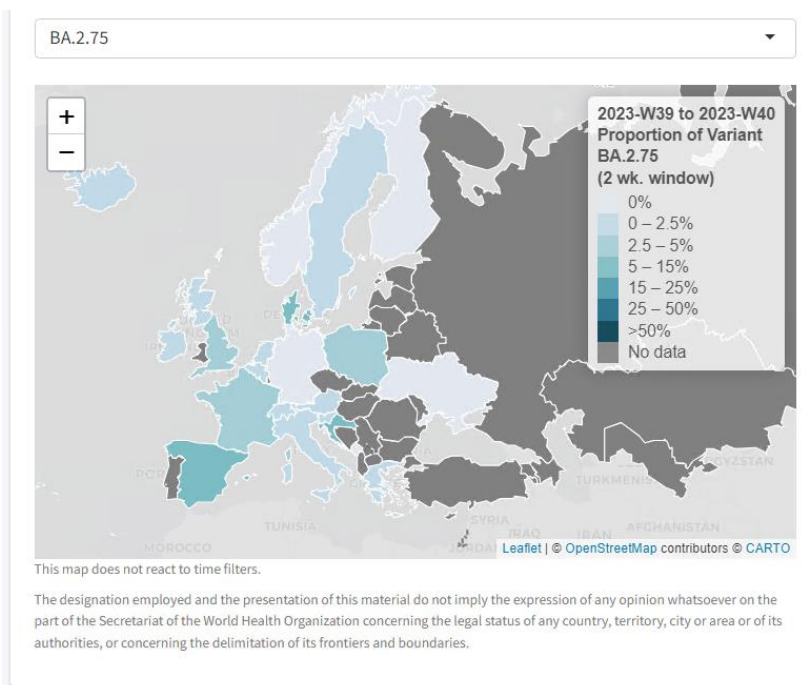 BA.2.75
+
−
2023-W39 to 2023-W40
Proportion of Variant
BA.2.75
(2 wk. window)
0%
0 – 2.5%
2.5 – 5%
5 – 15%
15 – 25%
25 – 50%
>50%
No data
TURKMENIS
TUNISIA
SYRIA
IRAQ
IRAN
AFGHANISTAN
MOROCCO
JORDA
Leaflet | © OpenStreetMap contributors © CARTO
This map does not react to time filters.
The designation employed and the presentation of this material do not imply the expression of any opinion whatsoever on the
part of the Secretariat of the World Health Organization concerning the legal status of any country, territory, city or area or of its
authorities, or concerning the delimitation of its frontiers and boundaries.